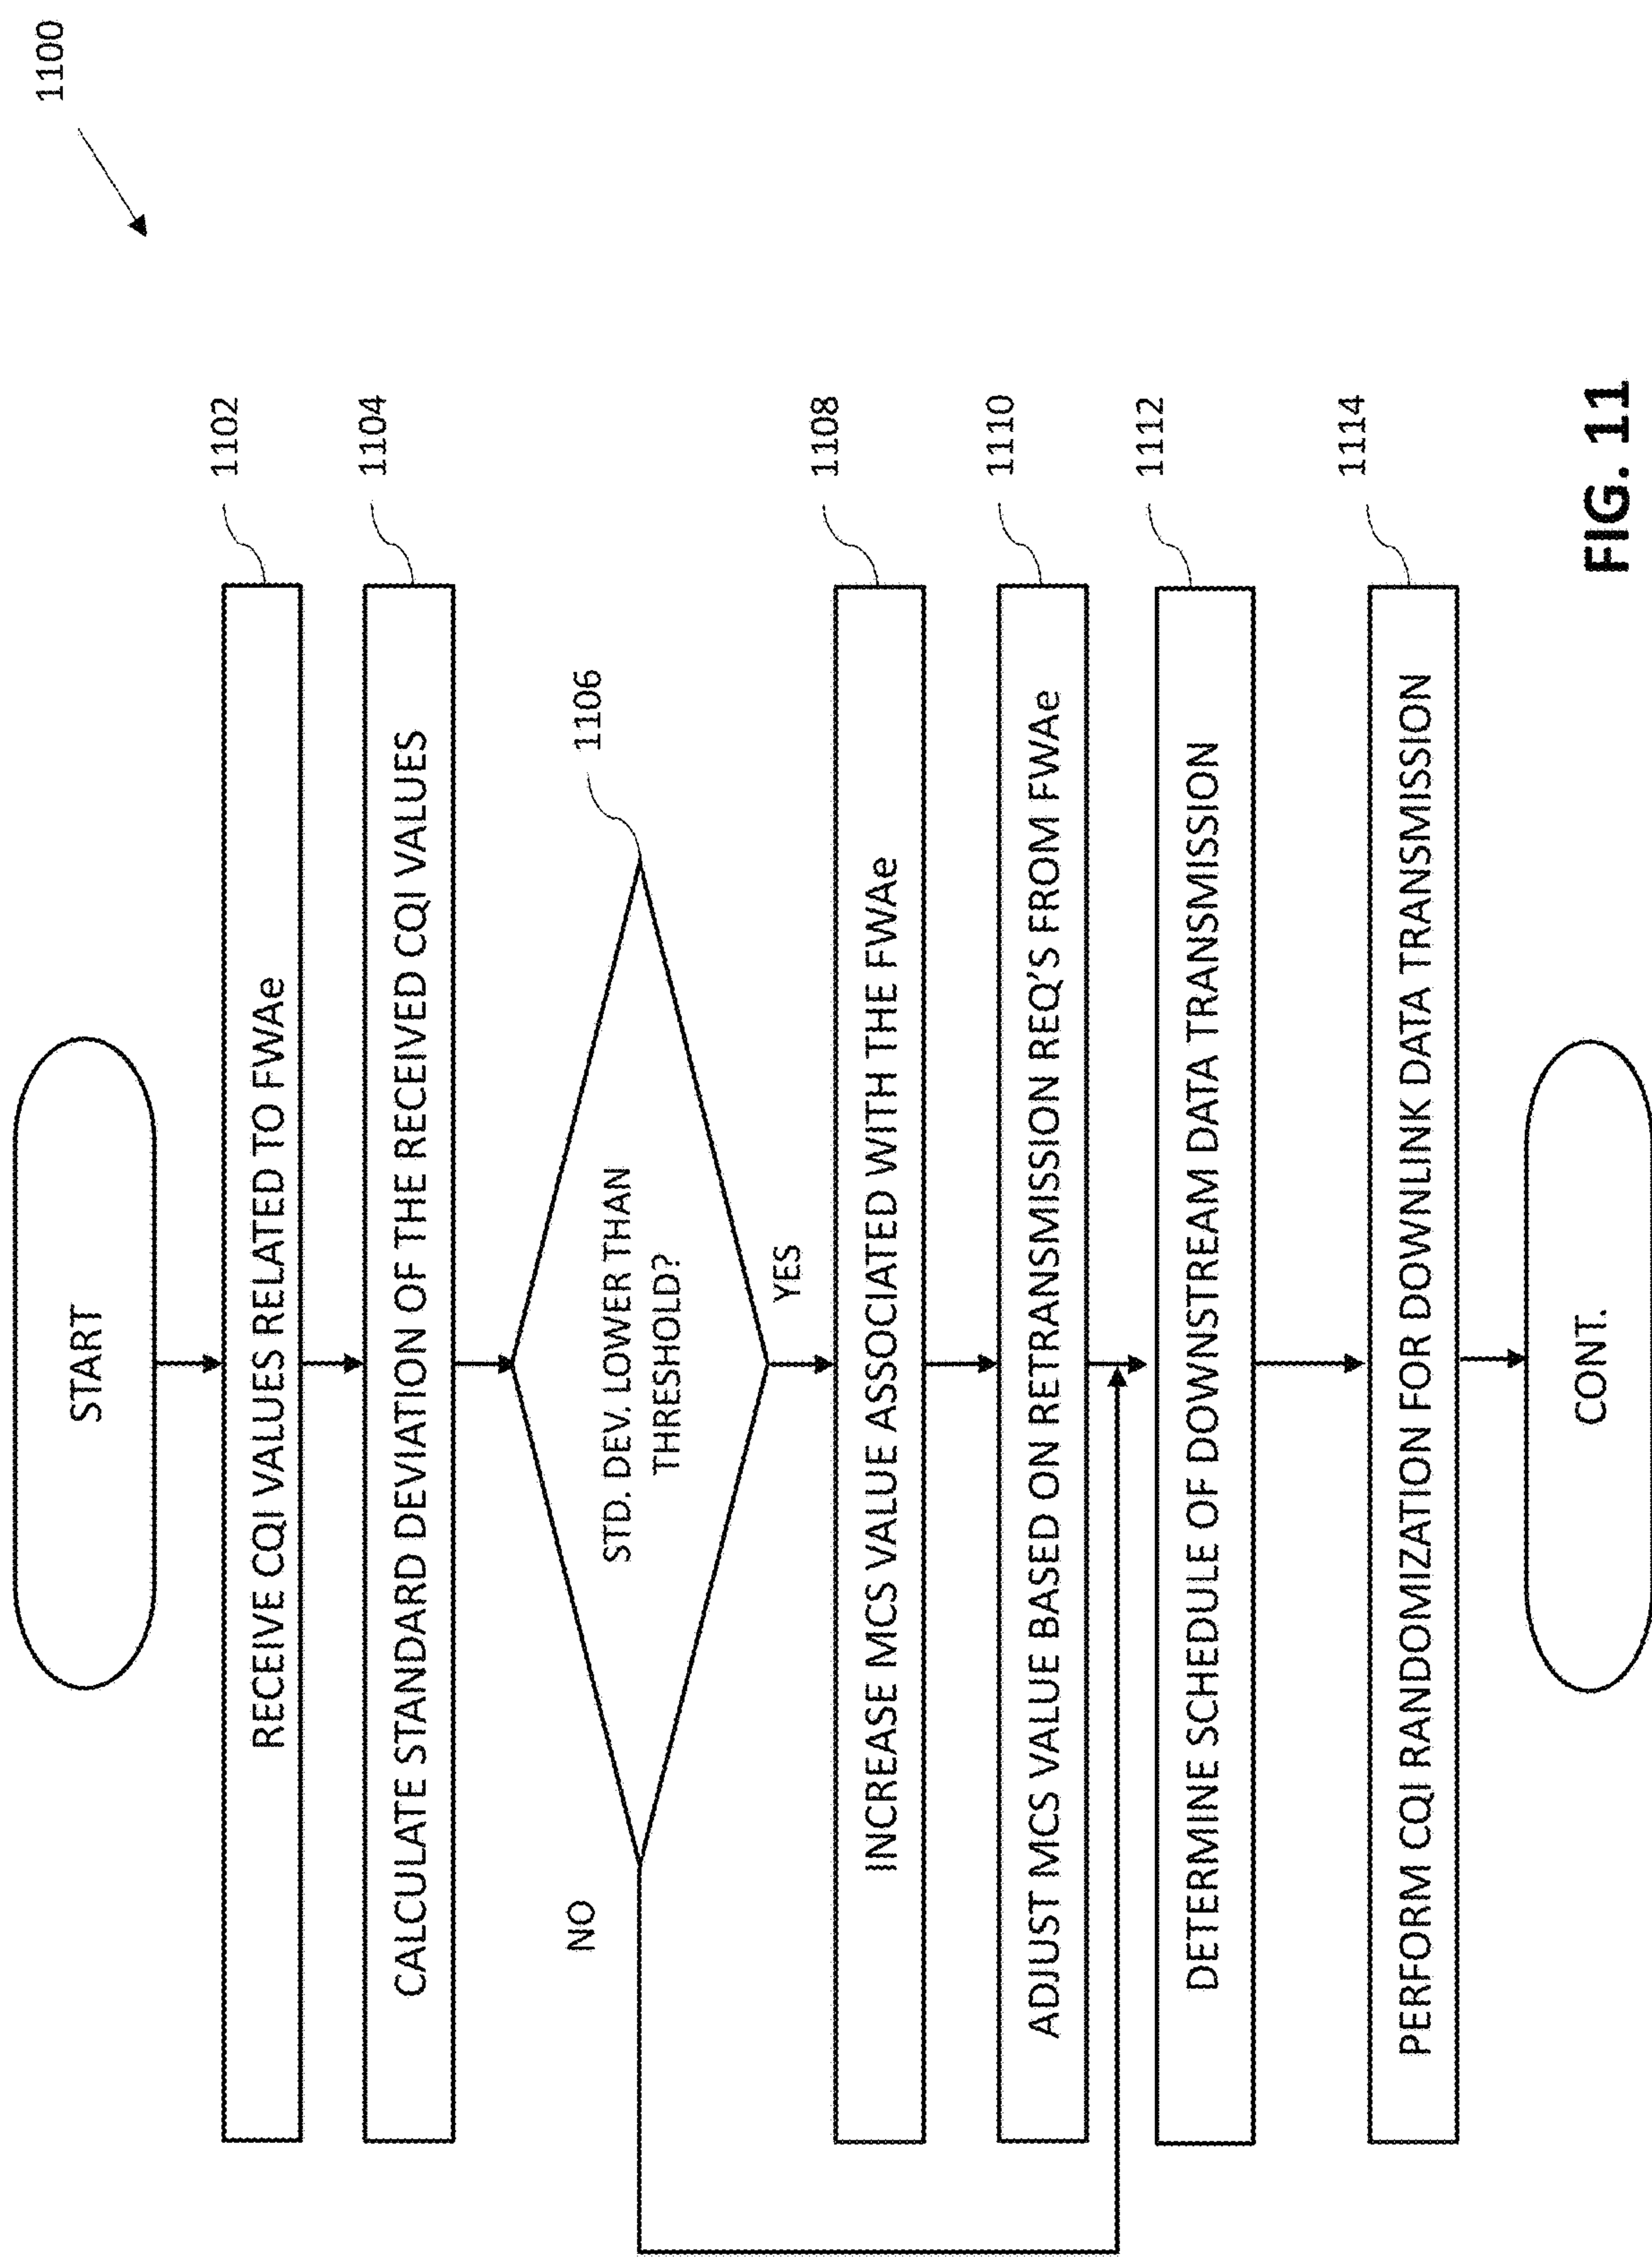 1100
START
1102
RECEIVE CQI VALUES RELATED TO FWAe
1104
CALCULATE STANDARD DEVIATION OF THE RECEIVED CQI VALUES
1106
STD. DEV. LOWER THAN
THRESHOLD?
NO
YES
1108
INCREASE MCS VALUE ASSOCIATED WITH THE FWAe
1110
ADJUST MCS VALUE BASED ON RETRANSMISSION REQ'S FROM FWAe
1112
DETERMINE SCHEDULE OF DOWNSTREAM DATA TRANSMISSION
1114
PERFORM CQI RANDOMIZATION FOR DOWNLINK DATA TRANSMISSION
CONT.
FIG. 11